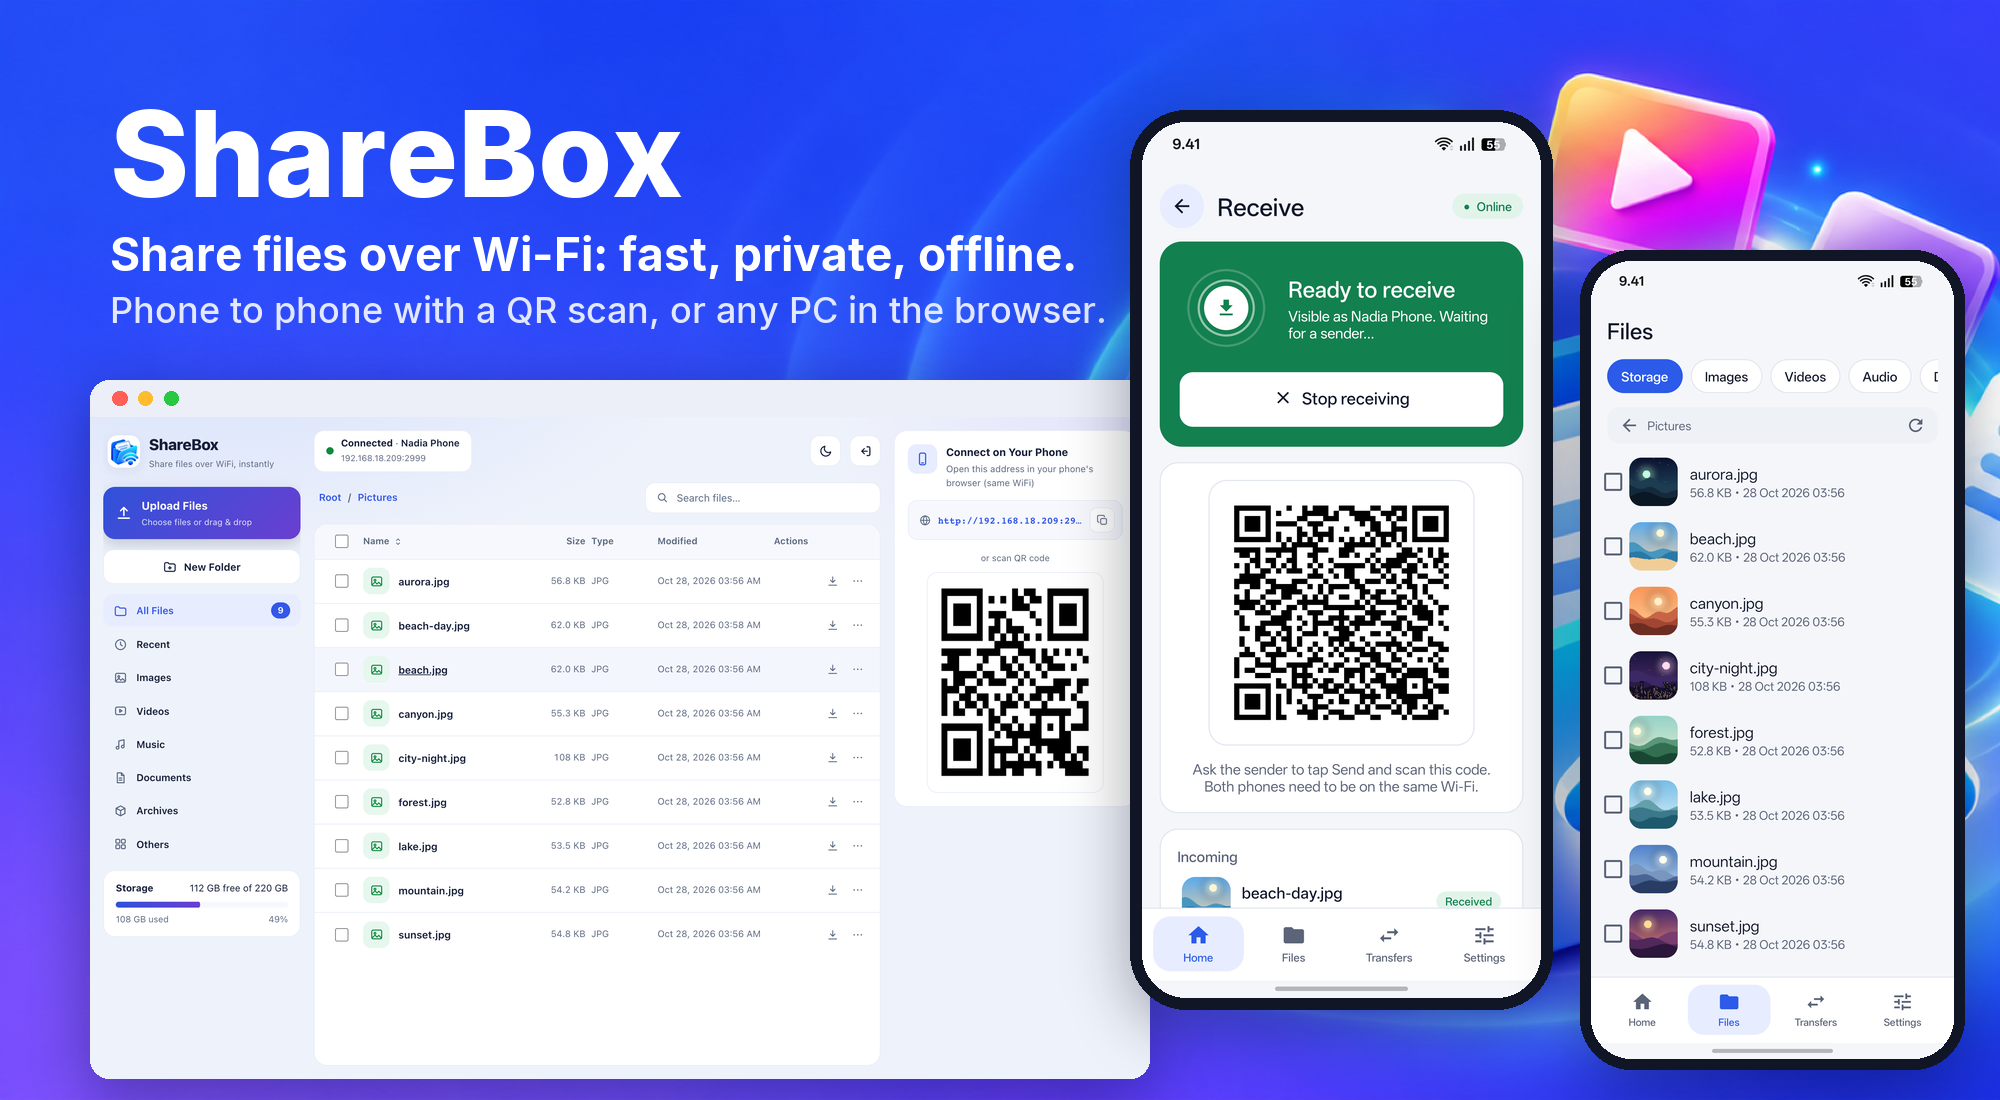 ShareBox
Share files over Wi-Fi: fast, private, offline.
Phone to phone with a QR scan, or any PC in the browser.
ShareBox
Share files over WiFi, instantly
Upload Files
Choose files or drag & drop
New Folder
All Files 9
Recent
Images
Videos
Music
Documents
Archives
Others
Storage 112 GB free of 220 GB
108 GB used 49%
Connected · Nadia Phone
192.168.18.209:2999
Root / Pictures
Search files...
Name Size Type Modified Actions
aurora.jpg 56.8 KB JPG Oct 28, 2026 03:56 AM
beach-day.jpg 62.0 KB JPG Oct 28, 2026 03:58 AM
beach.jpg 62.0 KB JPG Oct 28, 2026 03:56 AM
canyon.jpg 55.3 KB JPG Oct 28, 2026 03:56 AM
city-night.jpg 108 KB JPG Oct 28, 2026 03:56 AM
forest.jpg 52.8 KB JPG Oct 28, 2026 03:56 AM
lake.jpg 53.5 KB JPG Oct 28, 2026 03:56 AM
mountain.jpg 54.2 KB JPG Oct 28, 2026 03:56 AM
sunset.jpg 54.8 KB JPG Oct 28, 2026 03:56 AM
Connect on Your Phone
Open this address in your phone's
browser (same WiFi)
http://192.168.18.209:29...
or scan QR code
9.41 55
Receive • Online
Ready to receive
Visible as Nadia Phone. Waiting
for a sender...
Stop receiving
Ask the sender to tap Send and scan this code.
Both phones need to be on the same Wi-Fi.
Incoming
beach-day.jpg
Received
Home Files Transfers Settings
9.41 55
Files
Storage Images Videos Audio
Pictures
aurora.jpg
56.8 KB • 28 Oct 2026 03:56
beach.jpg
62.0 KB • 28 Oct 2026 03:56
canyon.jpg
55.3 KB • 28 Oct 2026 03:56
city-night.jpg
108 KB • 28 Oct 2026 03:56
forest.jpg
52.8 KB • 28 Oct 2026 03:56
lake.jpg
53.5 KB • 28 Oct 2026 03:56
mountain.jpg
54.2 KB • 28 Oct 2026 03:56
sunset.jpg
54.8 KB • 28 Oct 2026 03:56
Home Files Transfers Settings